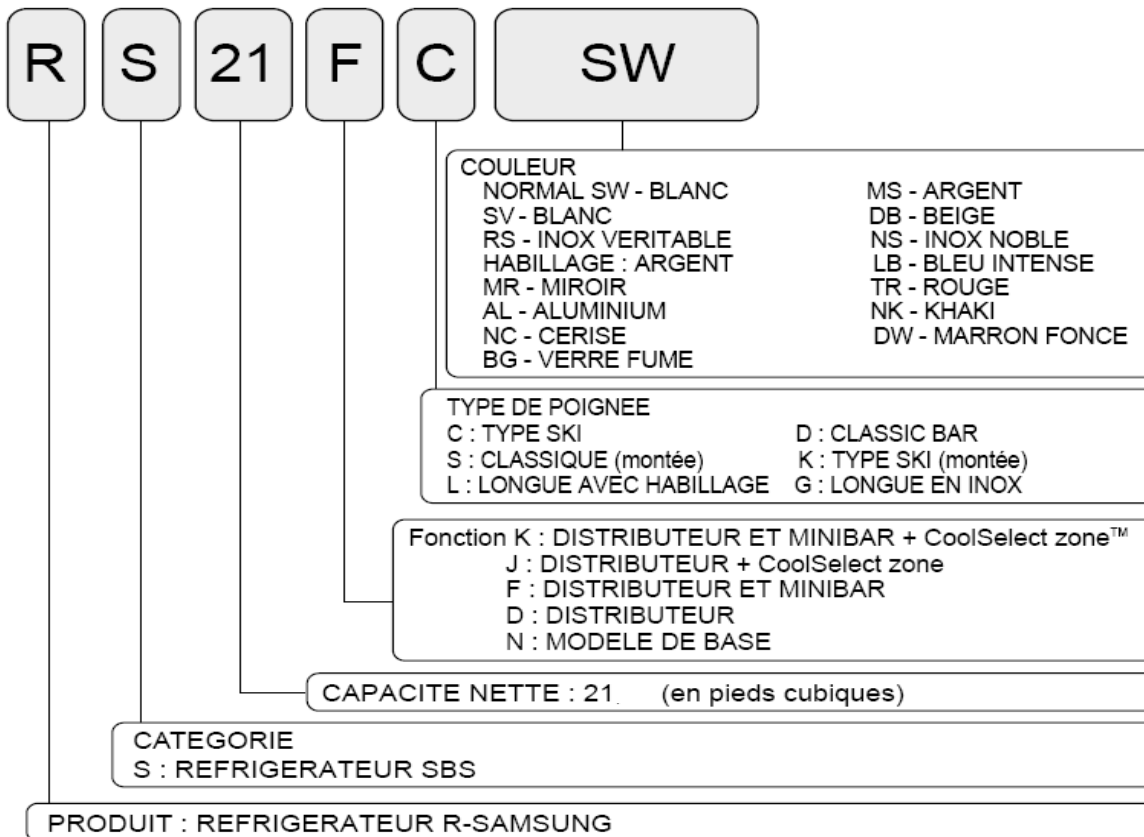 R S 21 F C SW
COULEUR
NORMAL SW - BLANC MS - ARGENT
SV - BLANC DB - BEIGE
RS - INOX VERITABLE NS - INOX NOBLE
HABILLAGE : ARGENT LB - BLEU INTENSE
MR - MIROIR TR - ROUGE
AL - ALUMINIUM NK - KHAKI
NC - CERISE DW - MARRON FONCE
BG - VERRE FUME
TYPE DE POIGNEE
C : TYPE SKI D : CLASSIC BAR
S : CLASSIQUE (montée) K : TYPE SKI (montée)
L : LONGUE AVEC HABILLAGE G : LONGUE EN INOX
Fonction K : DISTRIBUTEUR ET MINIBAR + CoolSelect zone™
J : DISTRIBUTEUR + CoolSelect zone
F : DISTRIBUTEUR ET MINIBAR
D : DISTRIBUTEUR
N : MODELE DE BASE
CAPACITE NETTE : 21. (en pieds cubiques)
CATEGORIE
S : REFRIGERATEUR SBS
PRODUIT : REFRIGERATEUR R-SAMSUNG